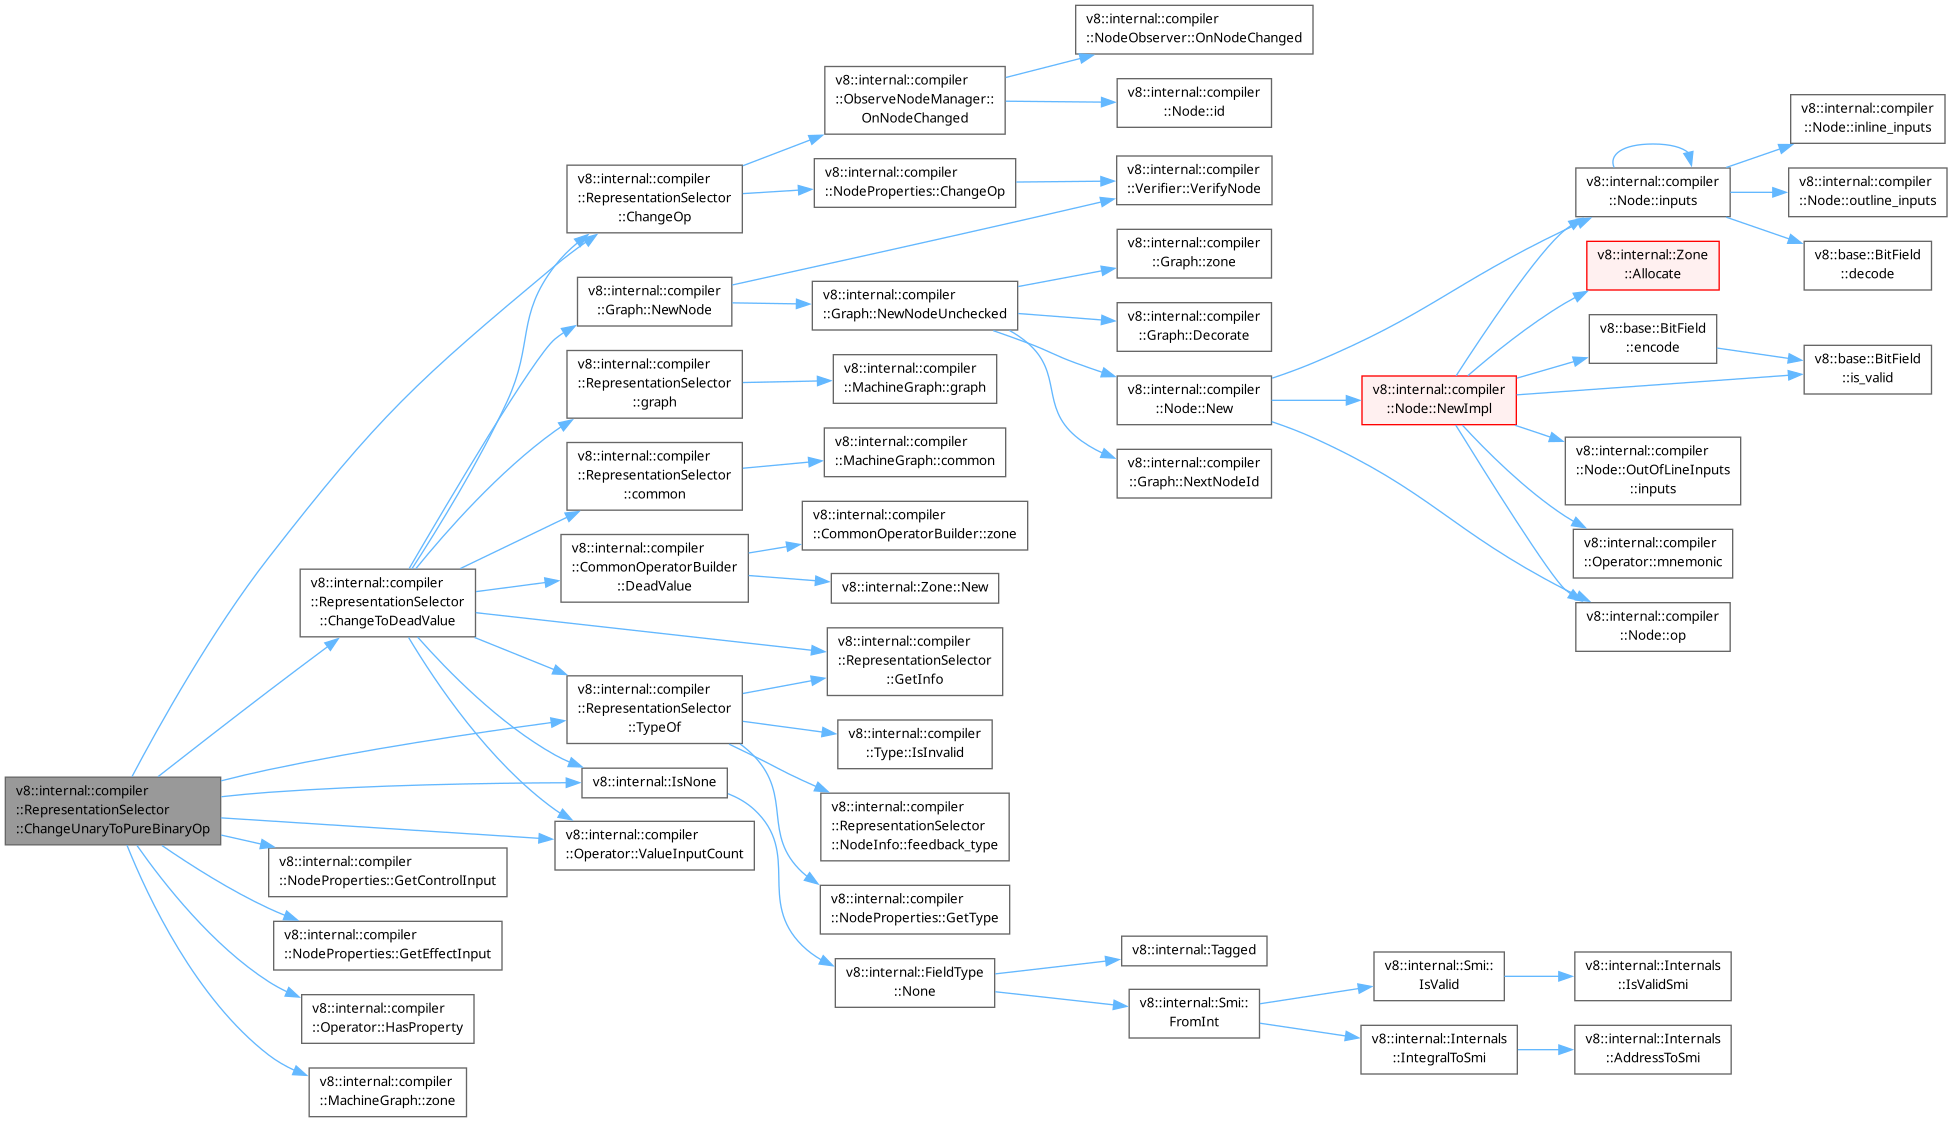 v8::internal::compiler
::RepresentationSelector
::ChangeUnaryToPureBinaryOp
v8::internal::compiler
::RepresentationSelector
::ChangeToDeadValue
v8::internal::compiler
::NodeProperties::GetControlInput
v8::internal::compiler
::NodeProperties::GetEffectInput
v8::internal::compiler
::Operator::HasProperty
v8::internal::compiler
::MachineGraph::zone
v8::internal::compiler
::RepresentationSelector
::ChangeOp
v8::internal::compiler
::Graph::NewNode
v8::internal::compiler
::RepresentationSelector
::graph
v8::internal::compiler
::RepresentationSelector
::common
v8::internal::compiler
::CommonOperatorBuilder
::DeadValue
v8::internal::compiler
::RepresentationSelector
::TypeOf
v8::internal::IsNone
v8::internal::compiler
::Operator::ValueInputCount
v8::internal::compiler
::ObserveNodeManager::
OnNodeChanged
v8::internal::compiler
::NodeProperties::ChangeOp
v8::internal::compiler
::Graph::NewNodeUnchecked
v8::internal::compiler
::MachineGraph::graph
v8::internal::compiler
::MachineGraph::common
v8::internal::compiler
::CommonOperatorBuilder::zone
v8::internal::Zone::New
v8::internal::compiler
::RepresentationSelector
::GetInfo
v8::internal::compiler
::Type::IsInvalid
v8::internal::compiler
::RepresentationSelector
::NodeInfo::feedback_type
v8::internal::compiler
::NodeProperties::GetType
v8::internal::FieldType
::None
v8::internal::compiler
::NodeObserver::OnNodeChanged
v8::internal::compiler
::Node::id
v8::internal::compiler
::Verifier::VerifyNode
v8::internal::compiler
::Graph::zone
v8::internal::compiler
::Graph::Decorate
v8::internal::compiler
::Node::New
v8::internal::compiler
::Graph::NextNodeId
v8::internal::Tagged
v8::internal::Smi::
FromInt
v8::internal::compiler
::Node::NewImpl
v8::internal::Smi::
IsValid
v8::internal::Internals
::IntegralToSmi
v8::internal::compiler
::Node::inputs
v8::internal::Zone
::Allocate
v8::base::BitField
::encode
v8::internal::compiler
::Node::OutOfLineInputs
::inputs
v8::internal::compiler
::Operator::mnemonic
v8::internal::compiler
::Node::op
v8::internal::Internals
::IsValidSmi
v8::internal::Internals
::AddressToSmi
v8::internal::compiler
::Node::inline_inputs
v8::internal::compiler
::Node::outline_inputs
v8::base::BitField
::decode
v8::base::BitField
::is_valid